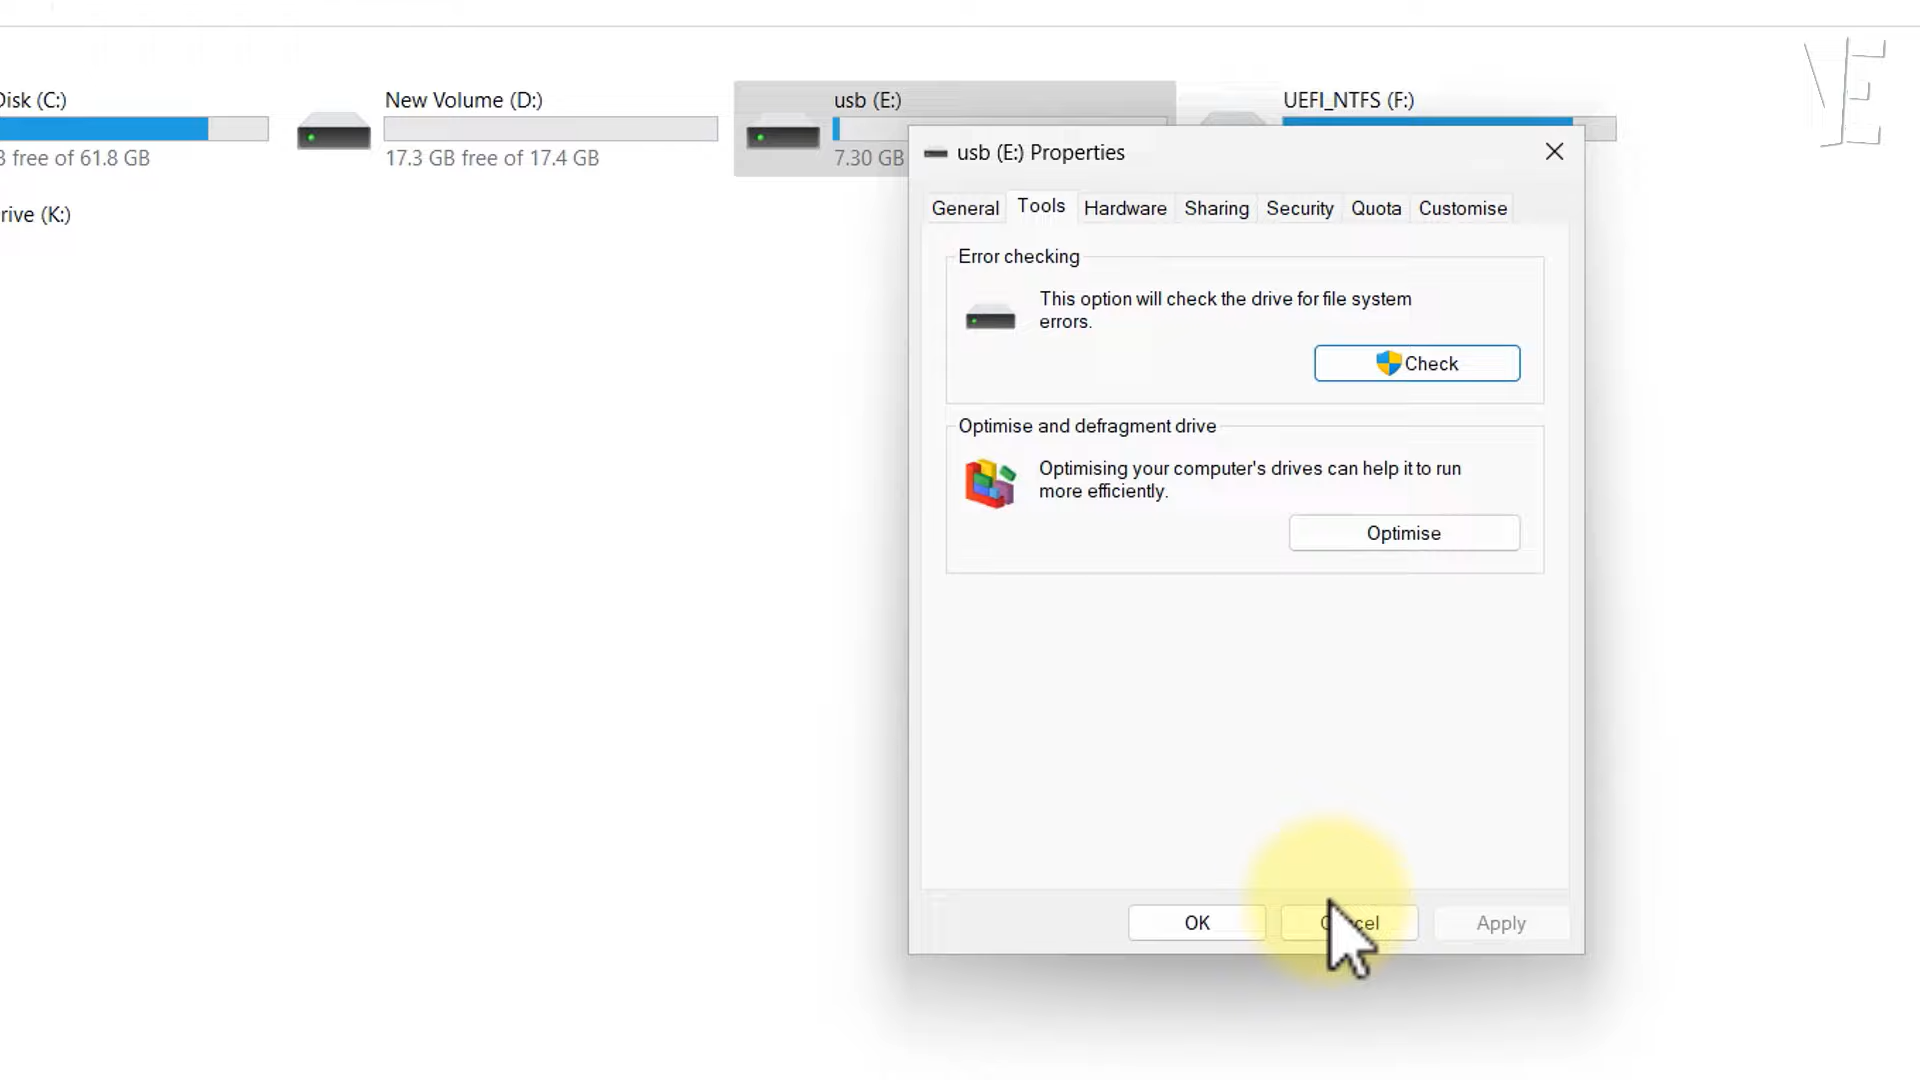 Disk (C:)
New Volume (D:)
usb (E:)
UEFI_NTFS (F:)
free of 61.8 GB
17.3 GB free of 17.4 GB
7.30 GB
rive (K:)
usb (E:) Properties
General
Tools
Hardware
Sharing
Security
Quota
Customise
Error checking
This option will check the drive for file system
errors.
Check
Optimise and defragment drive
Optimising your computer's drives can help it to run
more efficiently.
Optimise
OK
Apply